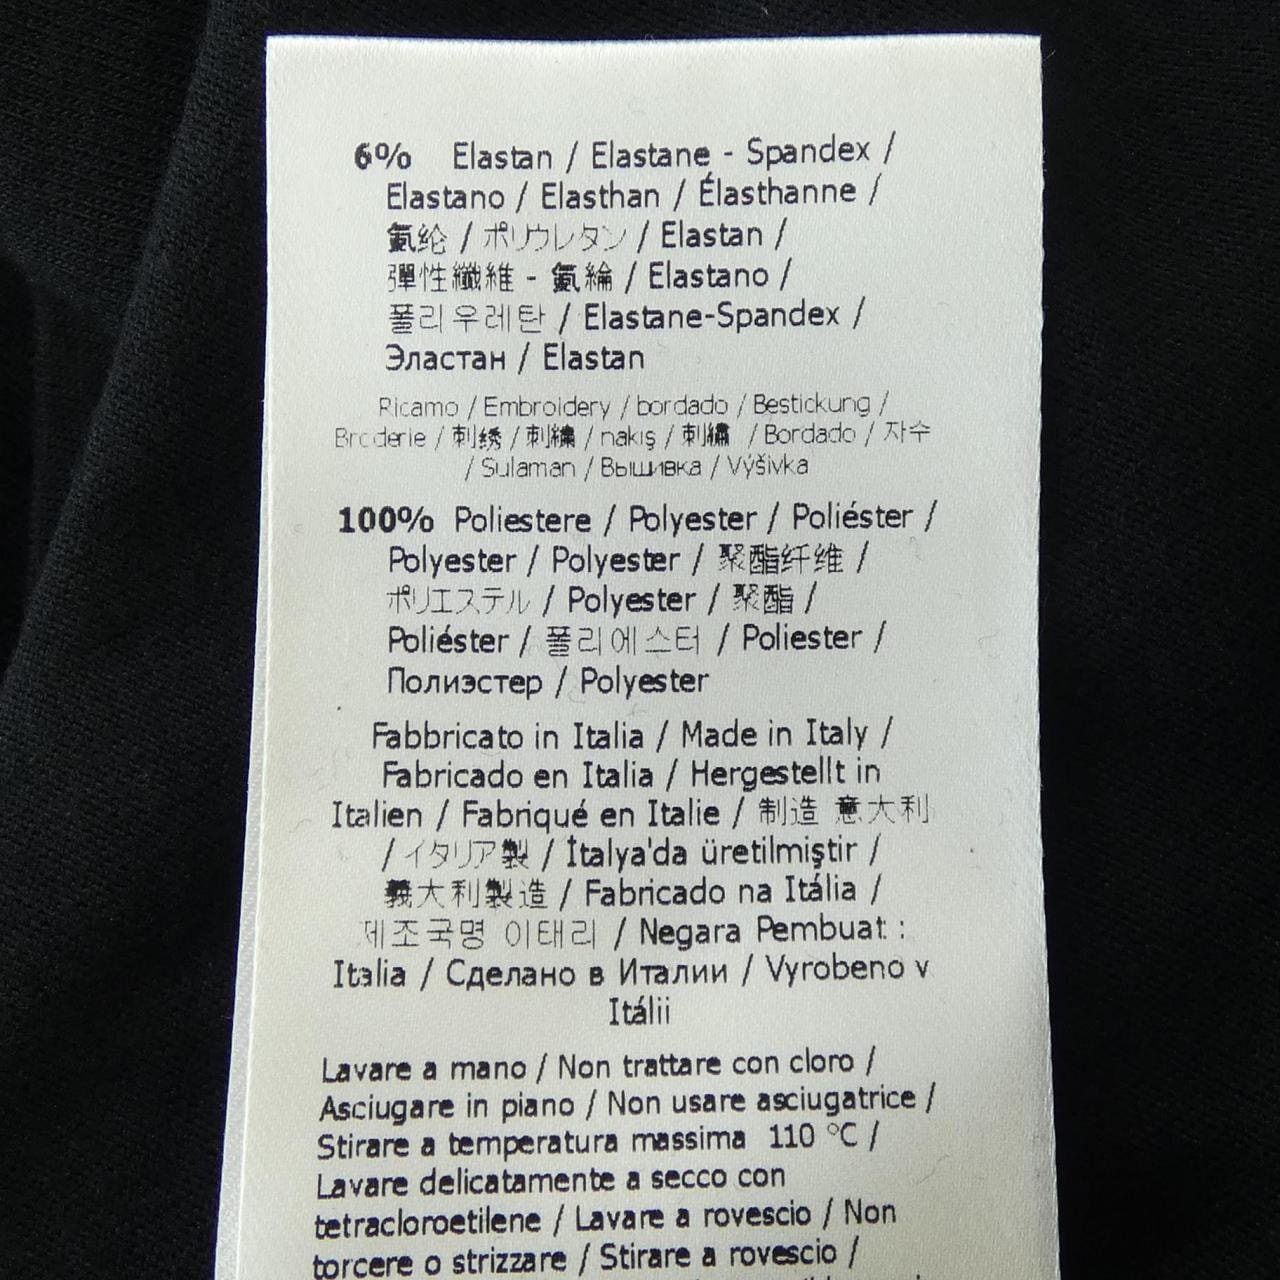 6% Elastan / Elastane - Spandex /
Elastano / Elasthan / Élasthanne /
氨纶 / ポリウレタン / Elastan /
彈性纖維 - 氨綸 / Elastano /
폴리우레탄 / Elastane-Spandex /
Эластан / Elastan
Ricamo / Embroidery / bordado / Bestickung /
Broderie / 刺绣 / 刺繍 / nakış / 刺繡 / Bordado / 자수
/ Sulaman / Вышивка / Výšivka
100% Poliestere / Polyester / Poliéster /
Polyester / Polyester / 聚酯纤维 /
ポリエステル / Polyester / 聚酯 /
Poliéster / 폴리에스터 / Poliester /
Полиэстер / Polyester
Fabbricato in Italia / Made in Italy /
Fabricado en Italia / Hergestellt in
Italien / Fabriqué en Italie / 制造 意大利
/ イタリア製 / İtalya'da üretilmiştir /
義大利製造 / Fabricado na Itália /
제조국명 이태리 / Negara Pembuat :
Italia / Сделано в Италии / Vyrobeno v
Itálii
Lavare a mano / Non trattare con cloro /
Asciugare in piano / Non usare asciugatrice /
Stirare a temperatura massima 110 °C /
Lavare delicatamente a secco con
tetracloroetilene / Lavare a rovescio / Non
torcere o strizzare / Stirare a rovescio /